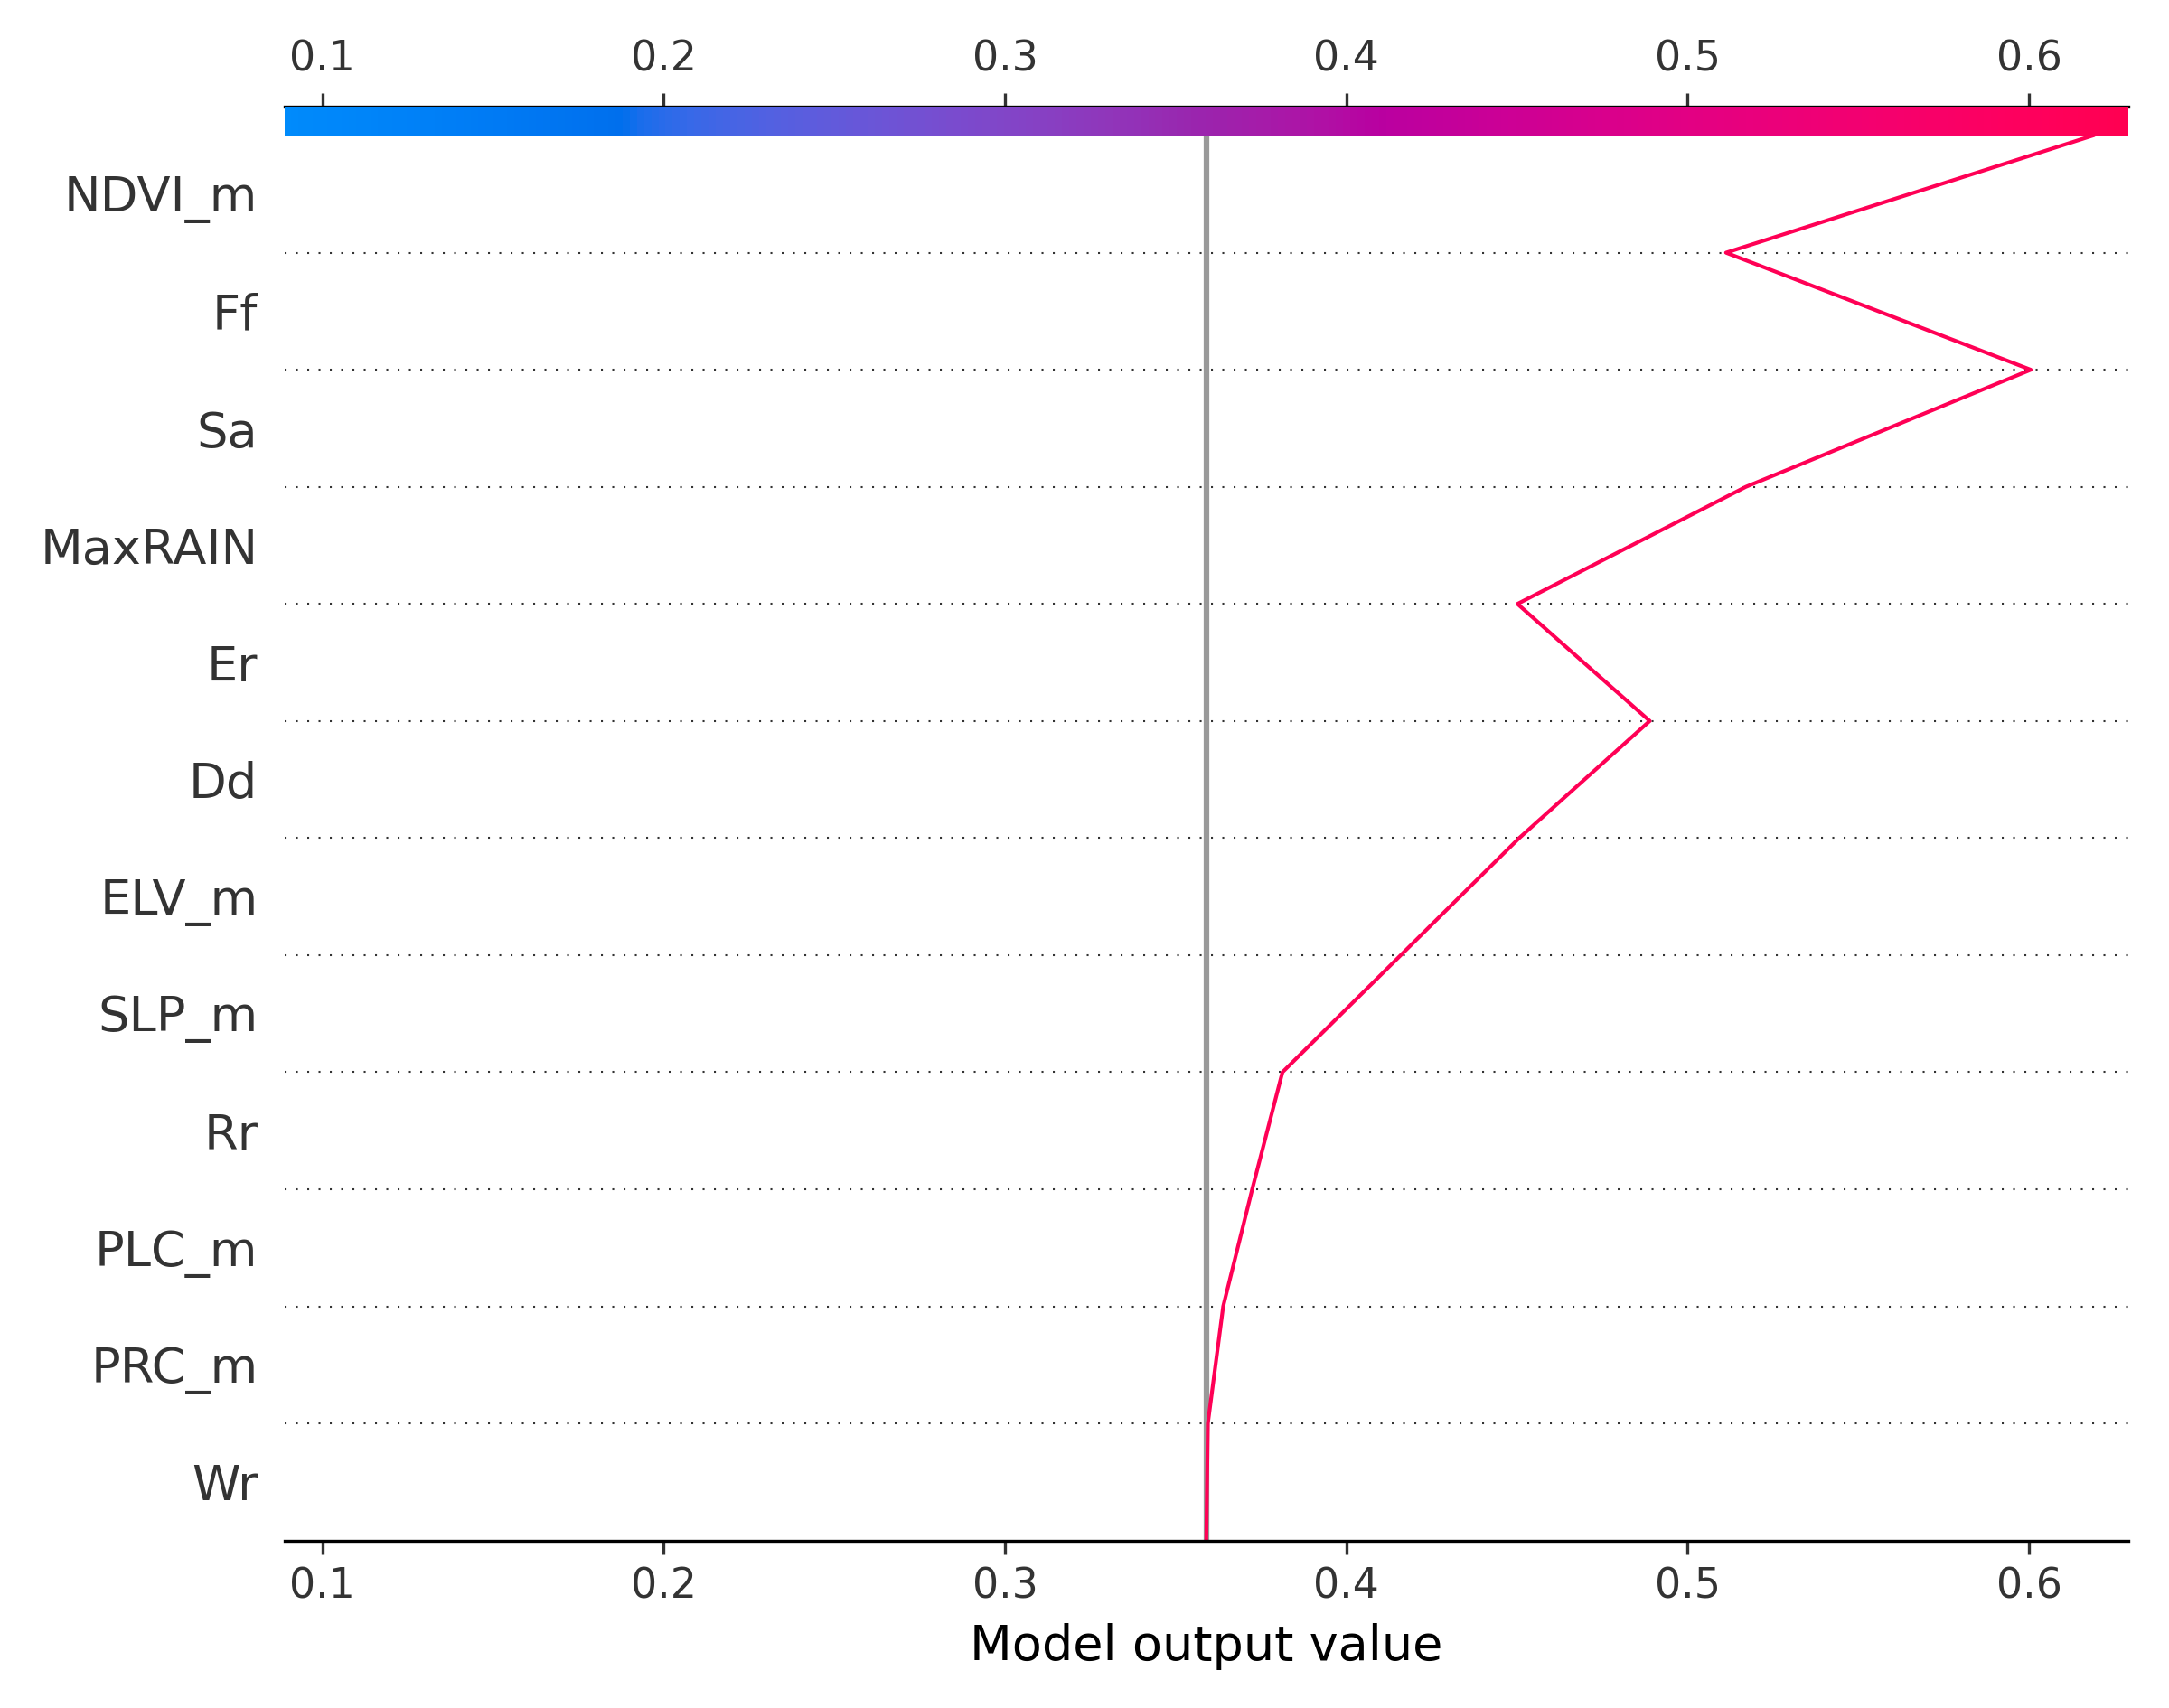 0.1 0.2 0.3 0.4 0.5 0.6
NDVI_m
Ff
Sa
MaxRAIN
Er
Dd
ELV_m
SLP_m
Rr
PLC_m
PRC_m
Wr
0.1 0.2 0.3 0.4 0.5 0.6
Model output value